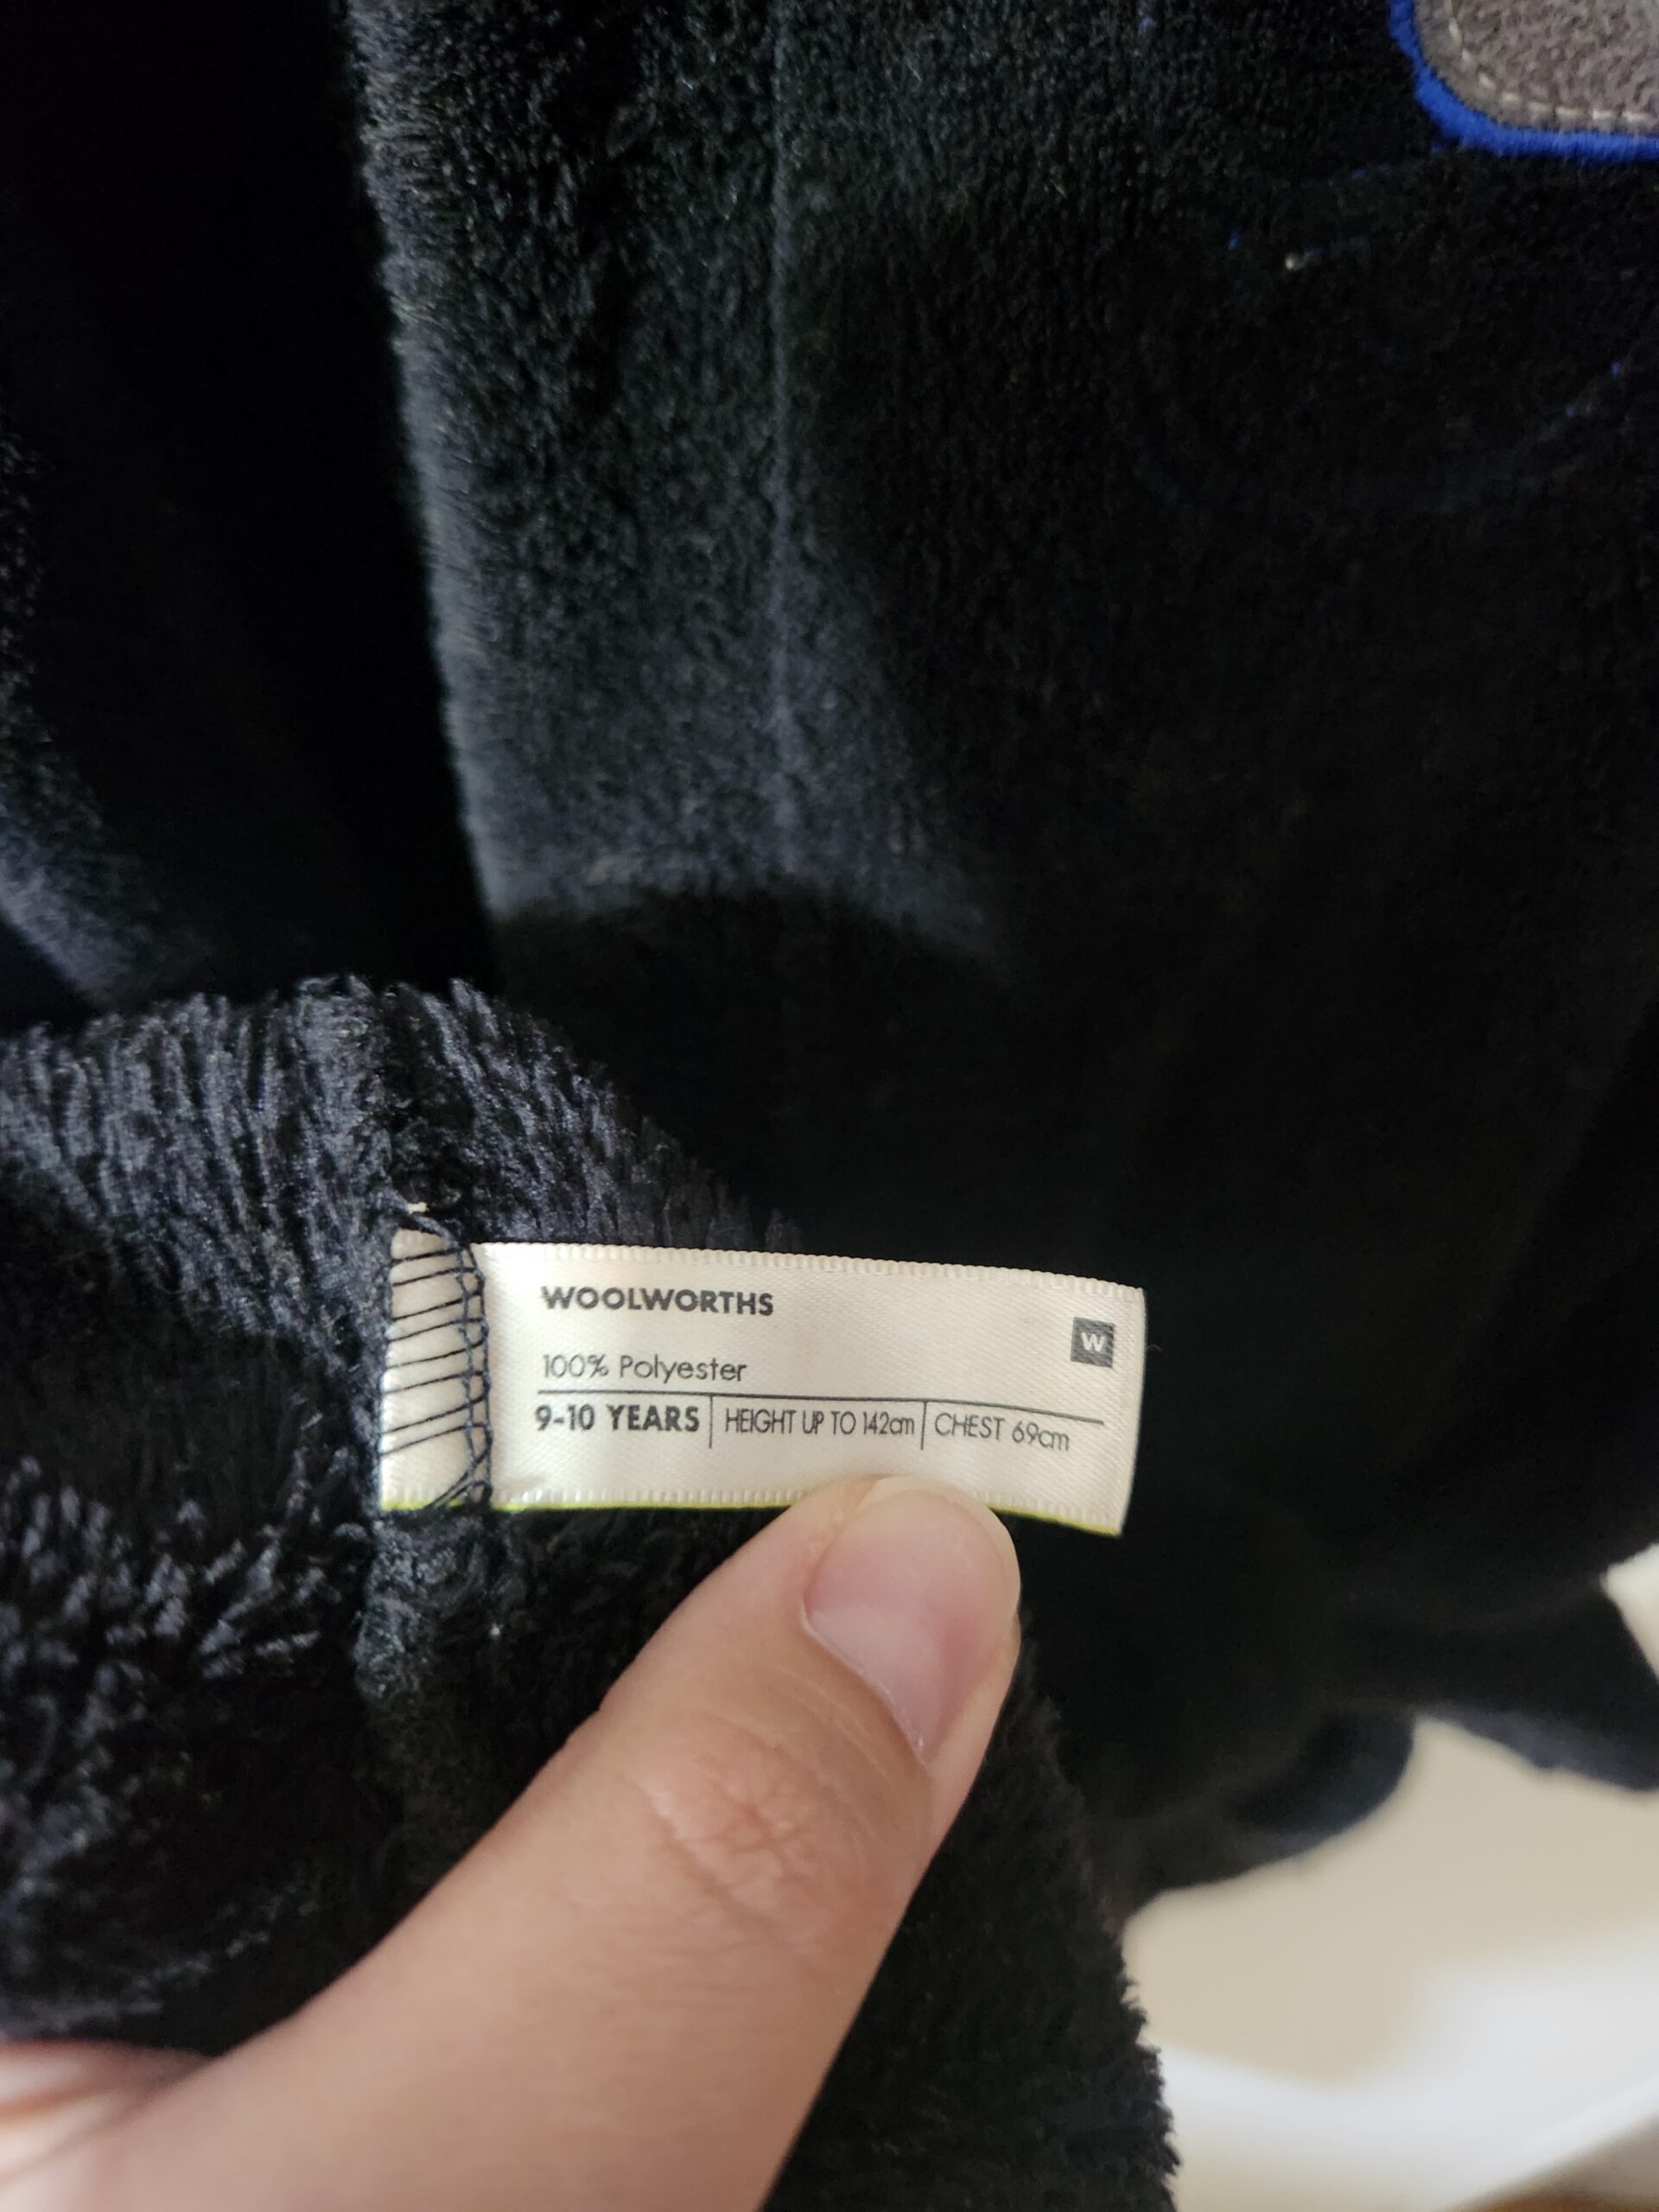 WOOLWORTHS
W
100% Polyester
9-10 YEARS HEIGHT UP TO 142cm CHEST 69cm